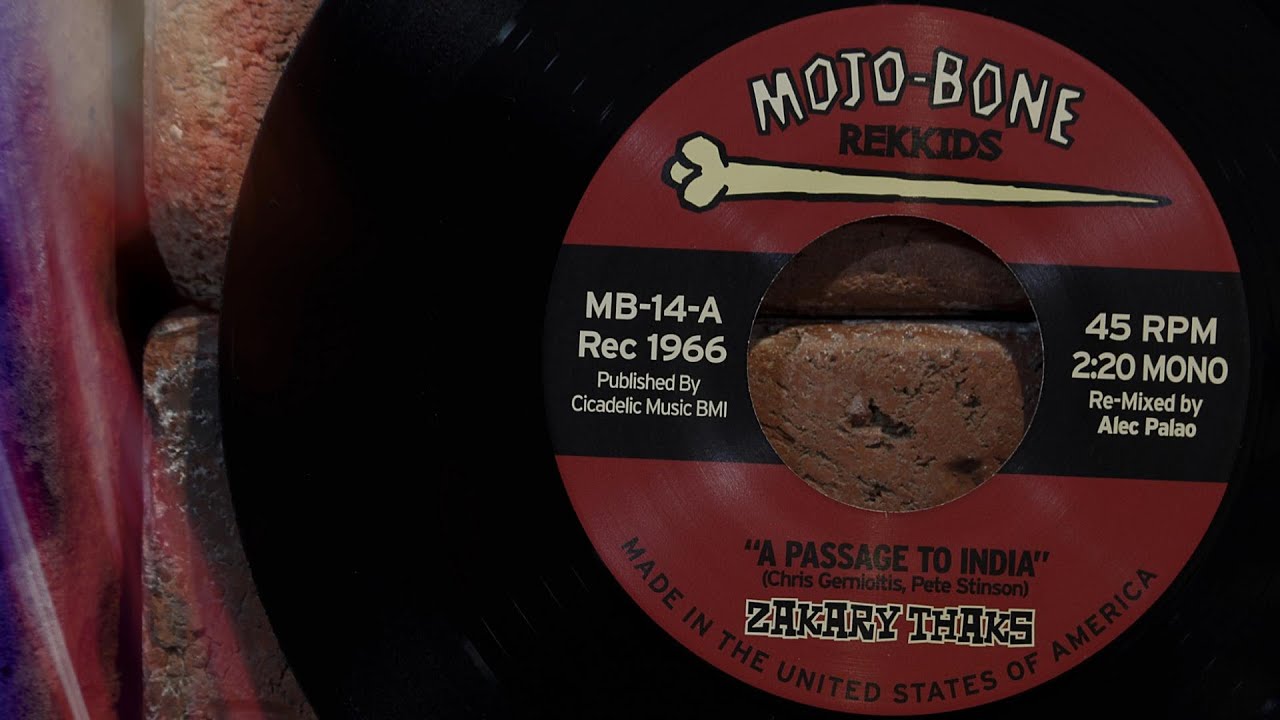 MOJO-BONE
REKKIDS
MB-14-A
Rec 1966
Published By
Cicadelic Music BMI
45 RPM
2:20 MONO
Re-Mixed by
Alec Palao
"A PASSAGE TO INDIA"
(Chris Gerniottis, Pete Stinson)
ZAKARY THAKS
MADE IN THE UNITED STATES OF AMERICA